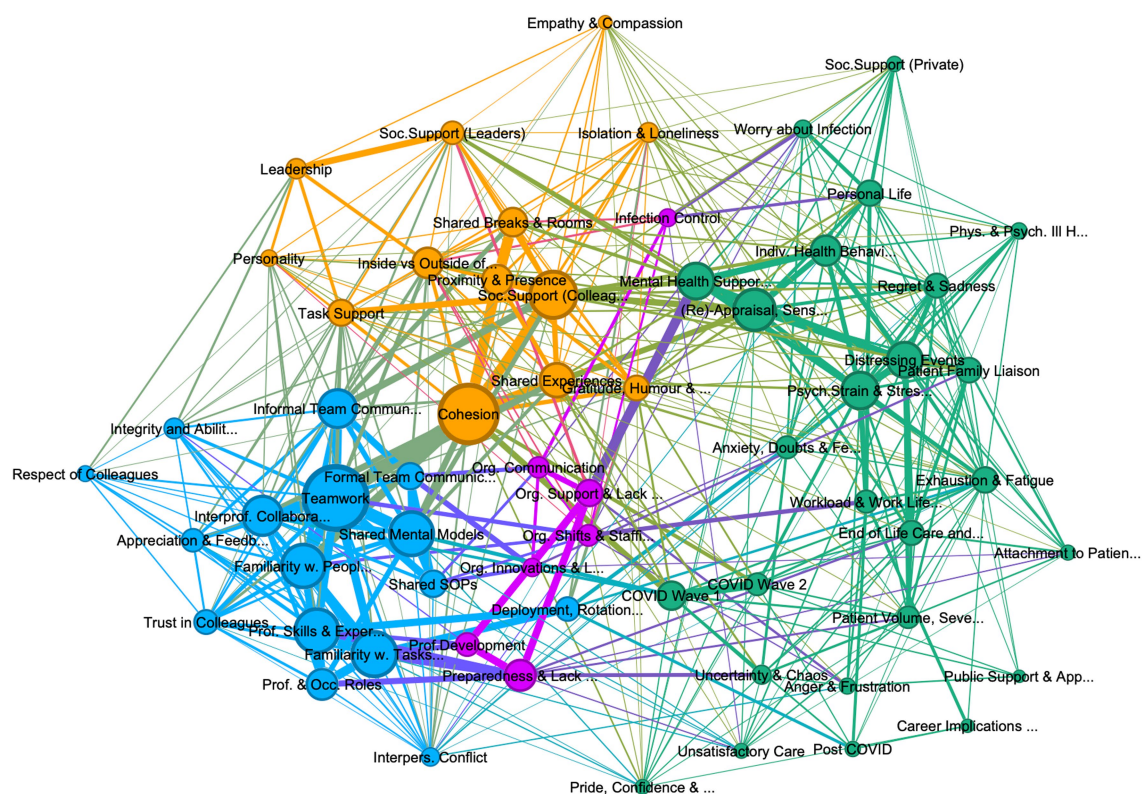 Empathy & Compassion
Soc.Support (Private)
Soc.Support (Leaders)
Isolation & Loneliness
Worry about Infection
Leadership
Personal Life
Shared Breaks & Rooms
Infection Control
Phys. & Psych. Ill H...
Indiv. Health Behavi...
Personality
Inside vs Outside of...
Proximity & Presence
Mental Health Suppor...
Regret & Sadness
Soc.Support (Colleag...
(Re)-Appraisal, Sens...
Task Support
Distressing Events
Patient Family Liaison
Shared Experiences
Gratitude, Humour & ...
Psych.Strain & Stres...
Informal Team Commun...
Cohesion
Integrity and Abilit...
Anxiety, Doubts & Fe...
Respect of Colleagues
Formal Team Communic...
Org. Communication
Exhaustion & Fatigue
Teamwork
Org. Support & Lack ...
Workload & Work Life...
Interprof. Collabora...
Shared Mental Models
Org. Shifts & Staffi...
End of Life Care and...
Appreciation & Feedb...
Attachment to Patien...
Familiarity w. Peopl...
Org. Innovations & L...
Shared SOPs
COVID Wave 2
COVID Wave 1
Deployment, Rotation...
Patient Volume, Seve...
Trust in Colleagues
Prof. Skills & Exper...
Prof.Development
Familiarity w. Tasks...
Preparedness & Lack ...
Uncertainty & Chaos
Public Support & App...
Prof. & Occ. Roles
Anger & Frustration
Career Implications ...
Interpers. Conflict
Unsatisfactory Care
Post COVID
Pride, Confidence & ...